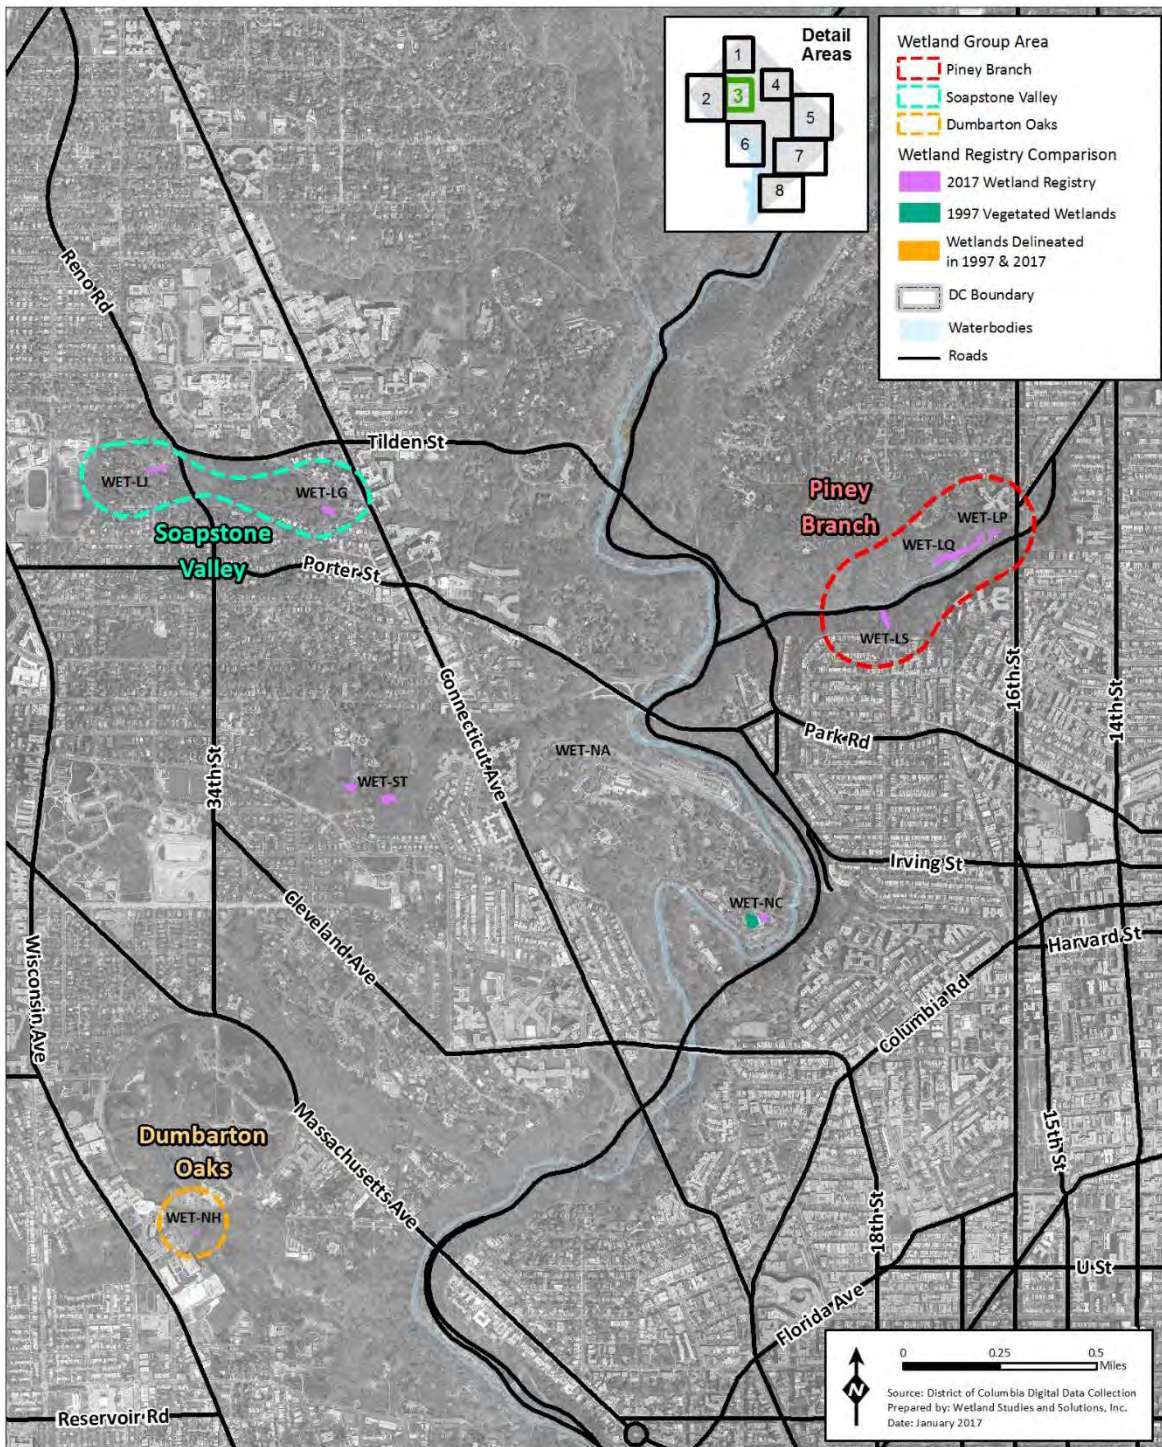 Detail
Areas
1
2
3
4
5
6
7
8
Wetland Group Area
Piney Branch
Soapstone Valley
Dumbarton Oaks
Wetland Registry Comparison
2017 Wetland Registry
1997 Vegetated Wetlands
Wetlands Delineated
in 1997 & 2017
DC Boundary
Waterbodies
Roads
Reno Rd
Tilden St
WET-LJ
WET-LG
Soapstone
Valley
Porter St
Piney
Branch
WET-LP
WET-LQ
WET-LS
Connecticut Ave
16th St
14th St
34th St
Park Rd
WET-NA
WET-ST
Irving St
Cleveland Ave
WET-NC
Harvard St
Columbia Rd
Wisconsin Ave
Massachusetts Ave
Dumbarton
Oaks
WET-NH
15th St
18th St
U St
Florida Ave
Reservoir Rd
N
0 0.25 0.5
Miles
Source: District of Columbia Digital Data Collection
Prepared by: Wetland Studies and Solutions, Inc.
Date: January 2017